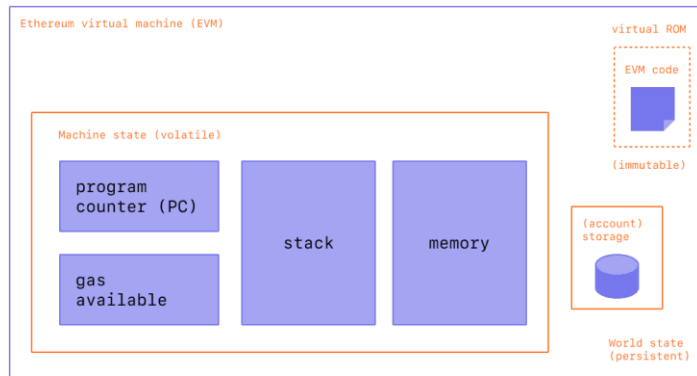 Ethereum virtual machine (EVM)
virtual ROM
EVM code
(immutable)
Machine state (volatile)
program
counter (PC)
gas
available
stack
memory
(account)
storage
World state
(persistent)